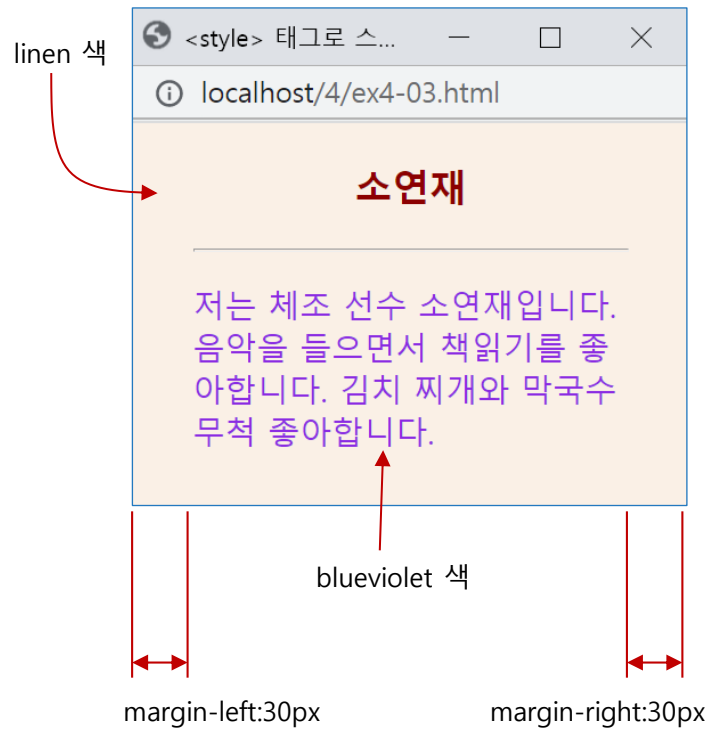 <style> 태그로 스...
linen 색
localhost/4/ex4-03.html
소연재
저는 체조 선수 소연재입니다.
음악을 들으면서 책읽기를 좋
아합니다. 김치 찌개와 막국수
무척 좋아합니다.
blueviolet 색
margin-left:30px
margin-right:30px